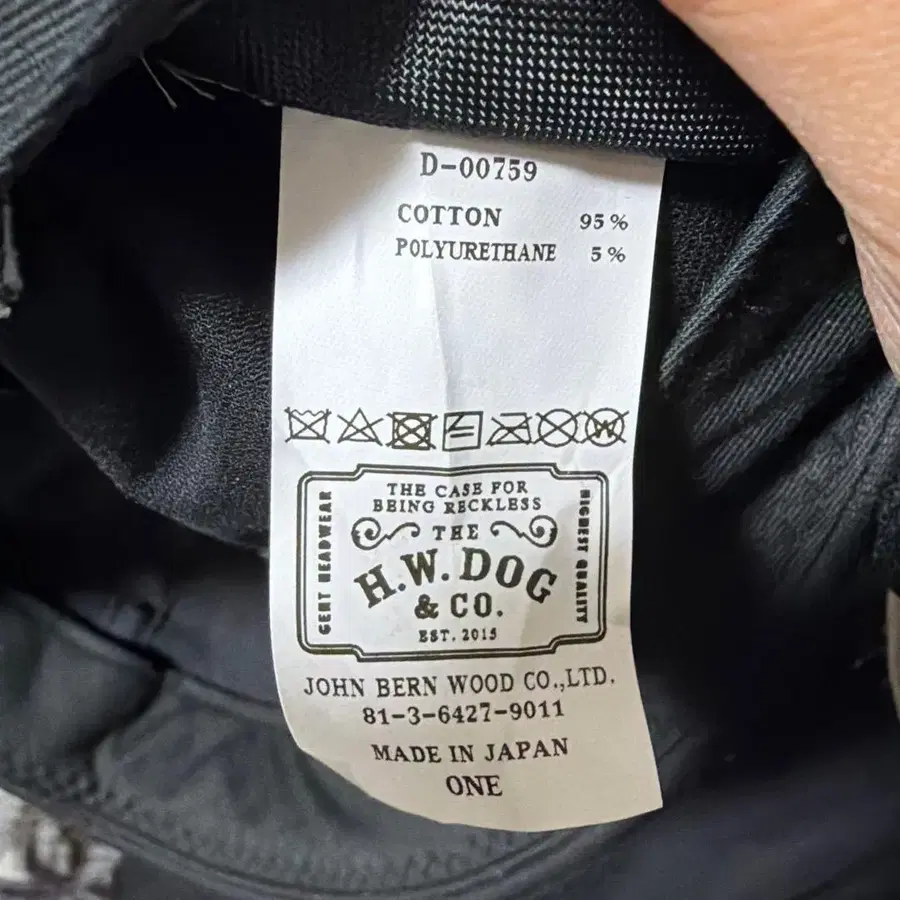 D-00759
COTTON 95%
POLYURETHANE 5%
THE CASE FOR
BEING RECKLESS
GENT HEADWEAR
HIGHEST QUALITY
THE
H.W.DOG
& CO.
EST. 2015
JOHN BERN WOOD CO.,LTD.
81-3-6427-9011
MADE IN JAPAN
ONE